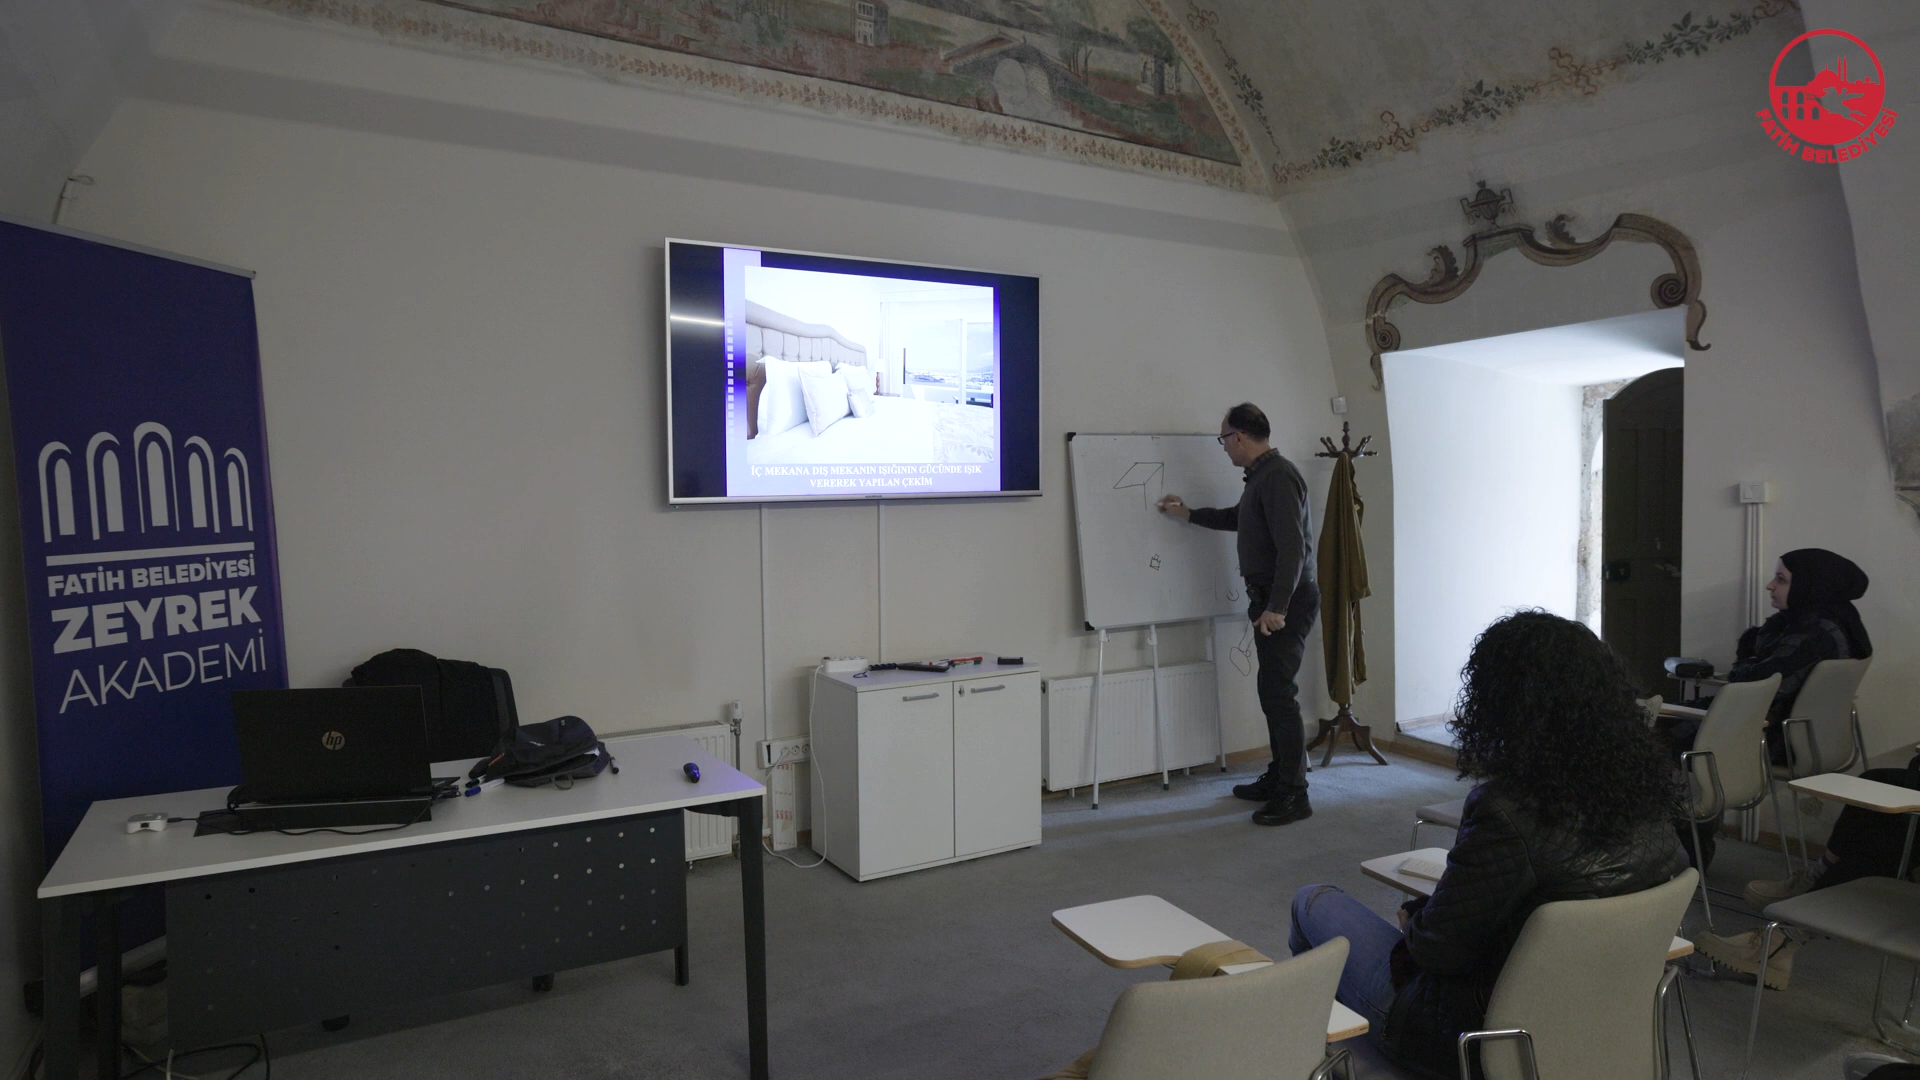 FATİH BELEDİYESİ
İÇ MEKANA DIŞ MEKANIN IŞIĞININ GÜCÜNDE IŞIK
VEREREK YAPILAN ÇEKİM
FATİH BELEDİYESİ
ZEYREK
AKADEMİ
hp